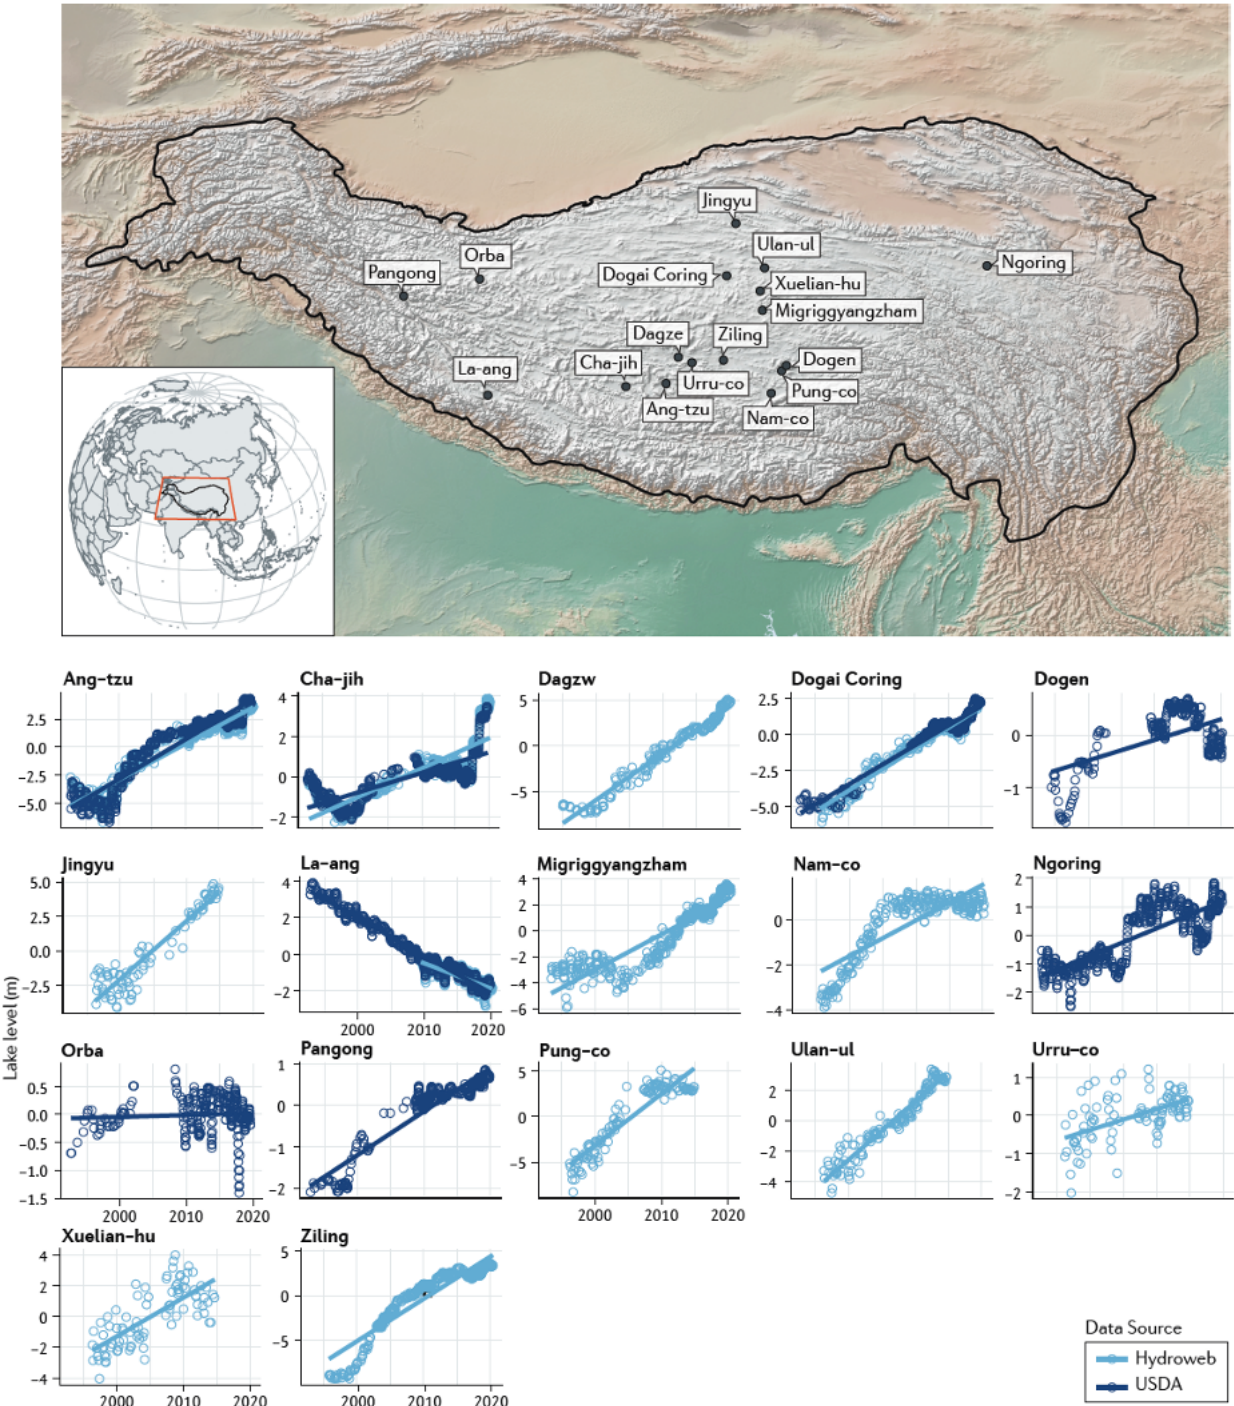 Jingyu
Ulan-ul
Orba
Ngoring
Pangong
Dogai Coring
Xuelian-hu
Migriggyangzham
Dagze
Ziling
Cha-jih
Dogen
La-ang
Urru-co
Pung-co
Ang-tzu
Nam-co
Ang-tzu
2.5
0.0
−2.5
−5.0
Cha-jih
4
2
0
−2
Dagzw
5
0
−5
Dogai Coring
2.5
0.0
−2.5
−5.0
Dogen
0
−1
Jingyu
5.0
2.5
0.0
−2.5
La-ang
4
2
0
−2
2000 2010 2020
Migriggyangzham
4
2
0
−2
−4
−6
Nam-co
0
−2
−4
Ngoring
2
1
0
−1
−2
Lake level (m)
Orba
0.5
0.0
−0.5
−1.0
−1.5
2000 2010 2020
Pangong
1
0
−1
−2
Pung-co
5
0
−5
2000 2010 2020
Ulan-ul
2
0
−2
−4
Urru-co
1
0
−1
−2
Xuelian-hu
4
2
0
−2
−4
2000 2010 2020
Ziling
5
0
−5
2000 2010 2020
Data Source
Hydroweb
USDA